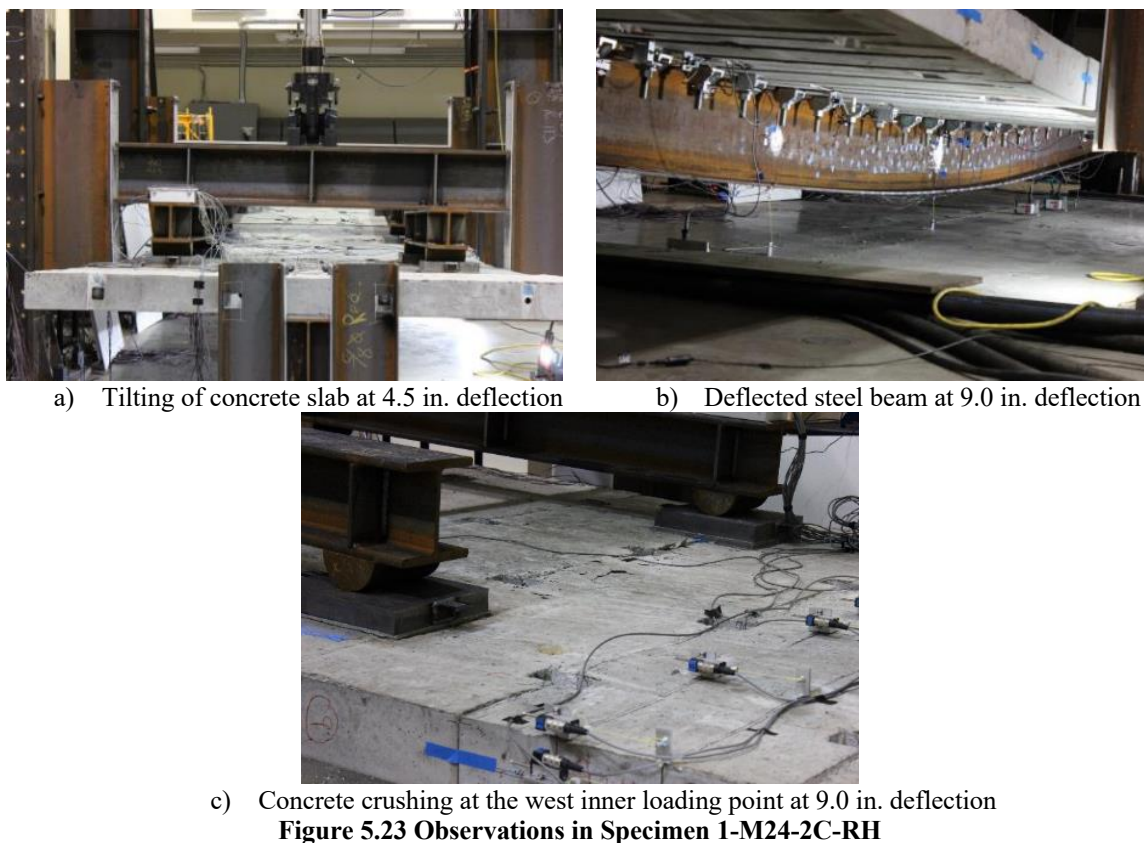 a) Tilting of concrete slab at 4.5 in. deflection
b) Deflected steel beam at 9.0 in. deflection
c) Concrete crushing at the west inner loading point at 9.0 in. deflection
Figure 5.23 Observations in Specimen 1-M24-2C-RH